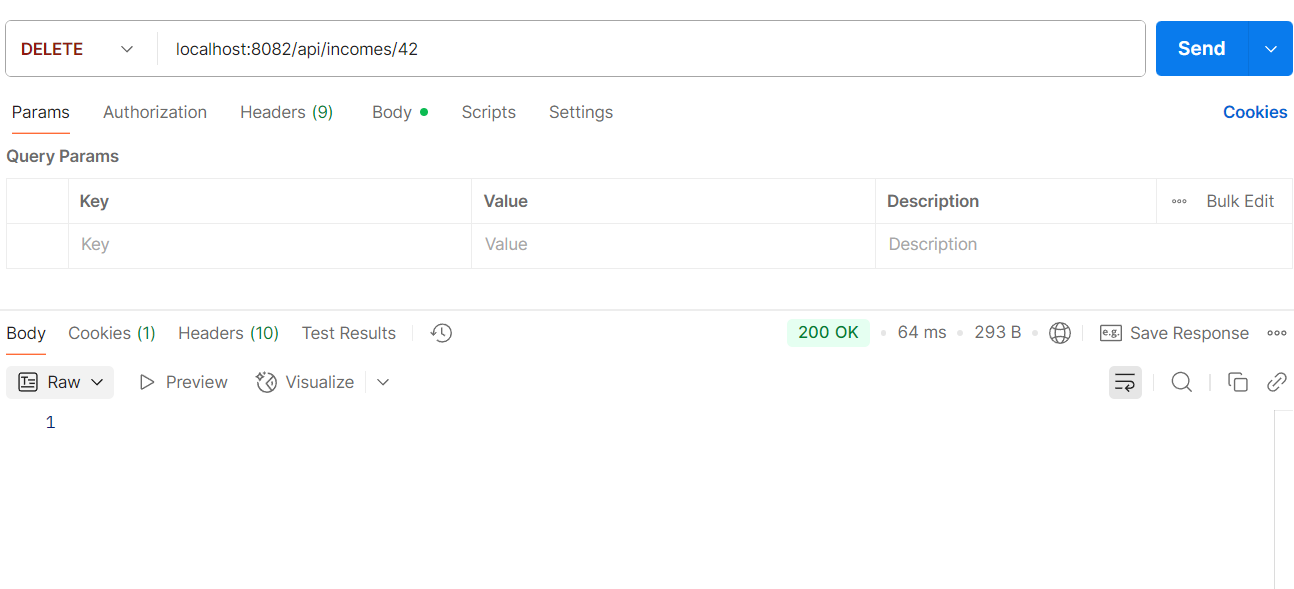 DELETE localhost:8082/api/incomes/42 Send
Params Authorization Headers (9) Body Scripts Settings Cookies
Query Params
Key Value Description Bulk Edit
Key Value Description
Body Cookies (1) Headers (10) Test Results 200 OK 64 ms 293 B e.g. Save Response
Raw Preview Visualize
1